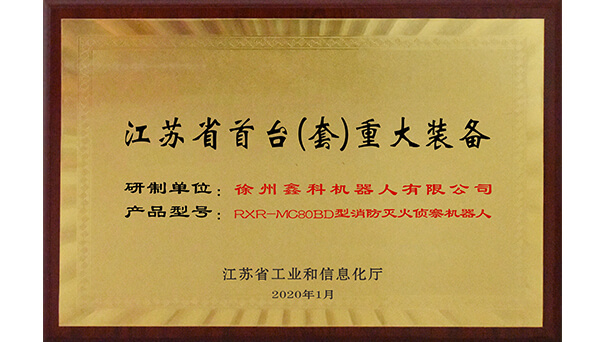 江苏省首台(套)重大装备
研制单位：徐州鑫科机器人有限公司
产品型号：RXR-MC80BD型消防灭火侦察机器人
江苏省工业和信息化厅
2020年1月